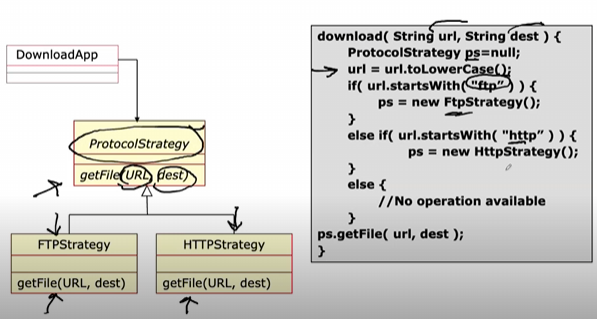 DownloadApp
ProtocolStrategy
getFile(URL, dest)
FTPStrategy
getFile(URL, dest)
HTTPStrategy
getFile(URL, dest)
download( String url, String dest ) {
ProtocolStrategy ps=null;
url = url.toLowerCase();
if( url.startsWith( "ftp" ) ) {
ps = new FtpStrategy();
}
else if( url.startsWith( "http" ) ) {
ps = new HttpStrategy();
}
else {
//No operation available
}
ps.getFile( url, dest );
}